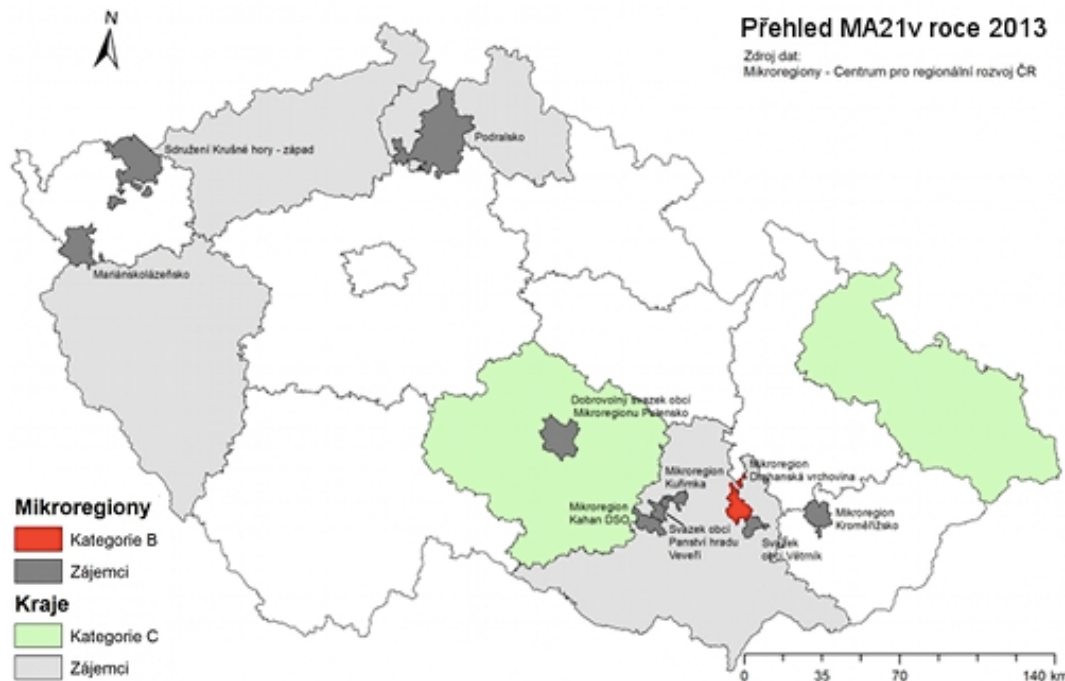 N
Přehled MA21v roce 2013
Zdroj dat:
Mikroregiony - Centrum pro regionální rozvoj ČR
Podralsko
Sdružení Krušné hory - západ
Mariánskolázeňsko
Dobrovolný svazek obcí
Mikroregionu Polensko
Mikroregion
Kuřimka
Mikroregion
Drahanská vrchovina
Mikroregion
Kahan DSO
Svazek obcí
Panství hradu
Veveří
Svazek
obcí Větrník
Mikroregion
Kroměřížsko
Mikroregiony
Kategorie B
Zájemci
Kraje
Kategorie C
Zájemci
0 35 70 140 km